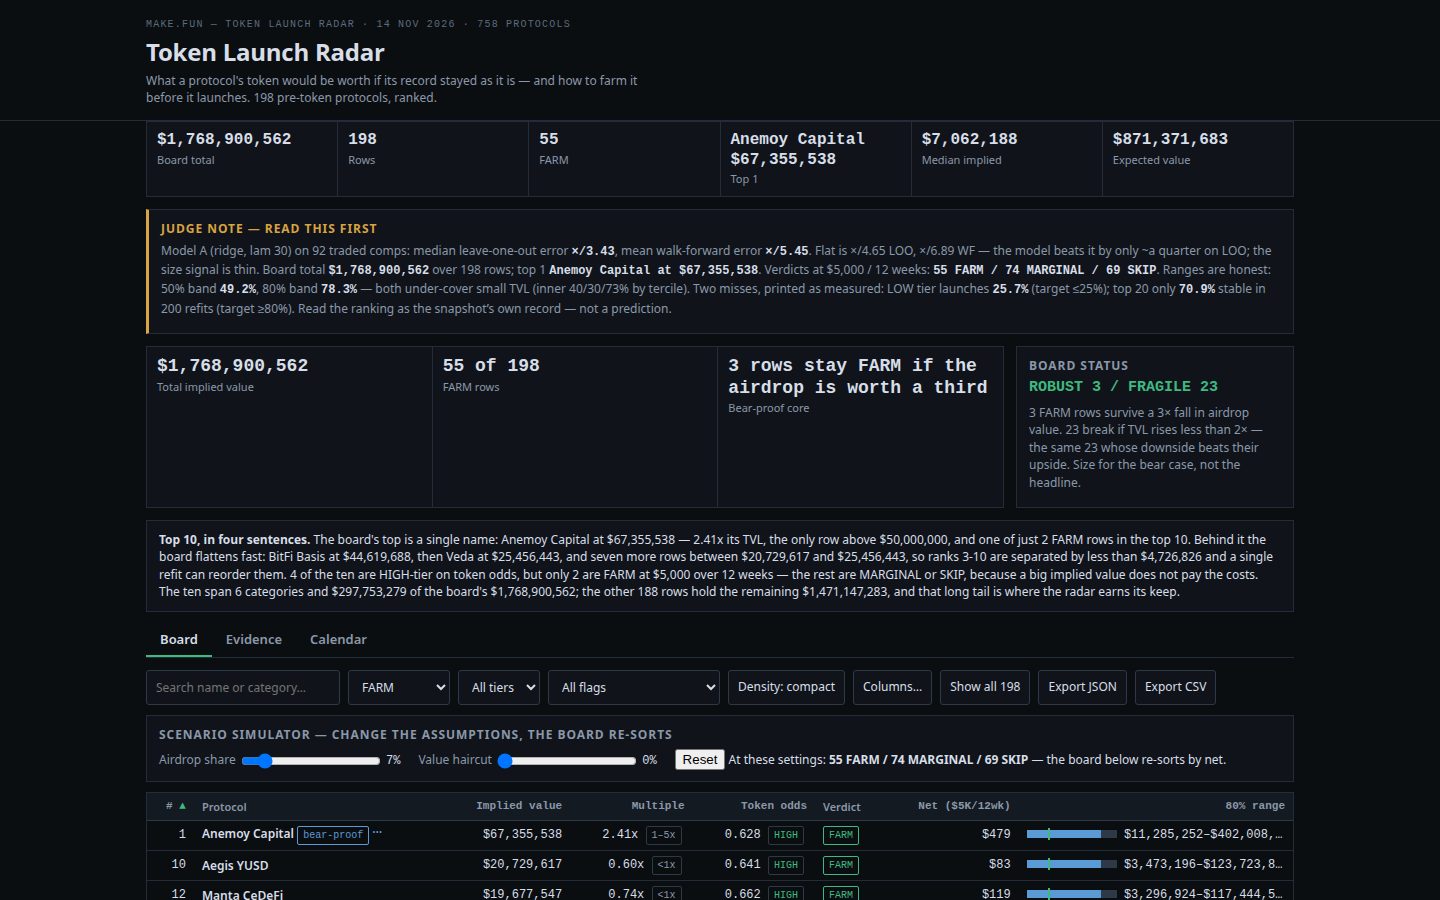 MAKE.FUN — TOKEN LAUNCH RADAR · 14 NOV 2026 · 758 PROTOCOLS
Token Launch Radar
What a protocol's token would be worth if its record stayed as it is — and how to farm it
before it launches. 198 pre-token protocols, ranked.
$1,768,900,562
Board total
198
Rows
55
FARM
Anemoy Capital
$67,355,538
Top 1
$7,062,188
Median implied
$871,371,683
Expected value
JUDGE NOTE — READ THIS FIRST
Model A (ridge, lam 30) on 92 traded comps: median leave-one-out error ×/3.43, mean walk-forward error ×/5.45. Flat is ×/4.65 LOO, ×/6.89 WF — the model beats it by only ~a quarter on LOO; the
size signal is thin. Board total $1,768,900,562 over 198 rows; top 1 Anemoy Capital at $67,355,538. Verdicts at $5,000 / 12 weeks: 55 FARM / 74 MARGINAL / 69 SKIP. Ranges are honest:
50% band 49.2%, 80% band 78.3% — both under-cover small TVL (inner 40/30/73% by tercile). Two misses, printed as measured: LOW tier launches 25.7% (target ≤25%); top 20 only 70.9% stable in
200 refits (target ≥80%). Read the ranking as the snapshot's own record — not a prediction.
$1,768,900,562
Total implied value
55 of 198
FARM rows
3 rows stay FARM if the
airdrop is worth a third
Bear-proof core
BOARD STATUS
ROBUST 3 / FRAGILE 23
3 FARM rows survive a 3× fall in airdrop
value. 23 break if TVL rises less than 2× —
the same 23 whose downside beats their
upside. Size for the bear case, not the
headline.
Top 10, in four sentences. The board's top is a single name: Anemoy Capital at $67,355,538 — 2.41x its TVL, the only row above $50,000,000, and one of just 2 FARM rows in the top 10. Behind it the
board flattens fast: BitFi Basis at $44,619,688, then Veda at $25,456,443, and seven more rows between $20,729,617 and $25,456,443, so ranks 3-10 are separated by less than $4,726,826 and a single
refit can reorder them. 4 of the ten are HIGH-tier on token odds, but only 2 are FARM at $5,000 over 12 weeks — the rest are MARGINAL or SKIP, because a big implied value does not pay the costs.
The ten span 6 categories and $297,753,279 of the board's $1,768,900,562; the other 188 rows hold the remaining $1,471,147,283, and that long tail is where the radar earns its keep.
Board Evidence Calendar
Search name or category... FARM All tiers All flags Density: compact Columns... Show all 198 Export JSON Export CSV
SCENARIO SIMULATOR — CHANGE THE ASSUMPTIONS, THE BOARD RE-SORTS
Airdrop share 7% Value haircut 0% Reset At these settings: 55 FARM / 74 MARGINAL / 69 SKIP — the board below re-sorts by net.
# ▲ Protocol Implied value Multiple Token odds Verdict Net ($5K/12wk) 80% range
1 Anemoy Capital bear-proof ... $67,355,538 2.41x 1–5x 0.628 HIGH FARM $479 $11,285,252–$402,008,…
10 Aegis YUSD $20,729,617 0.60x <1x 0.641 HIGH FARM $83 $3,473,196–$123,723,8…
12 Manta CeDeFi $19,677,547 0.74x <1x 0.662 HIGH FARM $119 $3,296,924–$117,444,5…